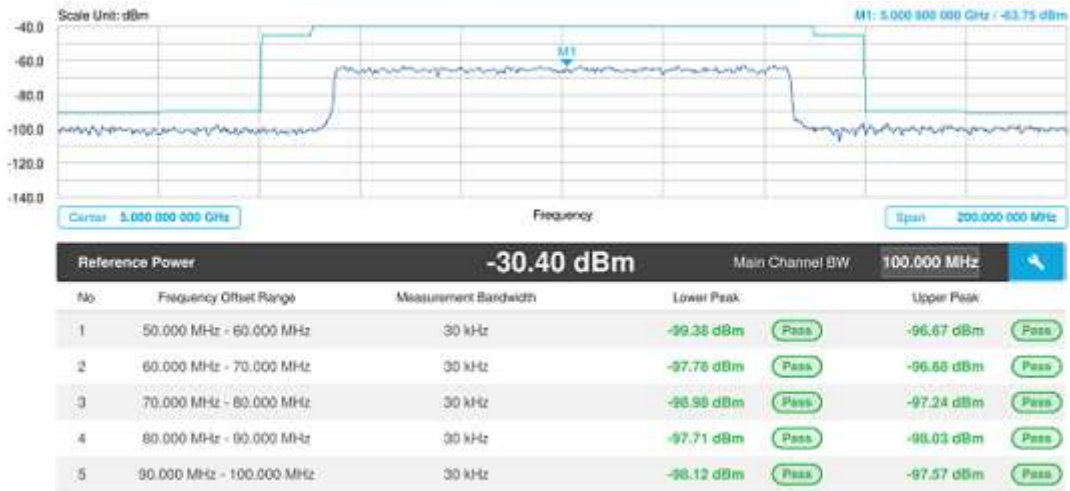 Scale Unit: dBm
M1: 5.000 000 000 GHz / -63.75 dBm
-40.0
M1
-60.0
-80.0
-100.0
-120.0
-140.0
Center 5.000 000 000 GHz
Frequency
Span 200.000 000 MHz
Reference Power -30.40 dBm Main Channel BW 100.000 MHz
No Frequency Offset Range Measurement Bandwidth Lower Peak Upper Peak
1 50.000 MHz - 60.000 MHz 30 kHz -99.38 dBm Pass -96.67 dBm Pass
2 60.000 MHz - 70.000 MHz 30 kHz -97.78 dBm Pass -96.68 dBm Pass
3 70.000 MHz - 80.000 MHz 30 kHz -98.98 dBm Pass -97.24 dBm Pass
4 80.000 MHz - 90.000 MHz 30 kHz -97.71 dBm Pass -98.03 dBm Pass
5 90.000 MHz - 100.000 MHz 30 kHz -98.12 dBm Pass -97.57 dBm Pass